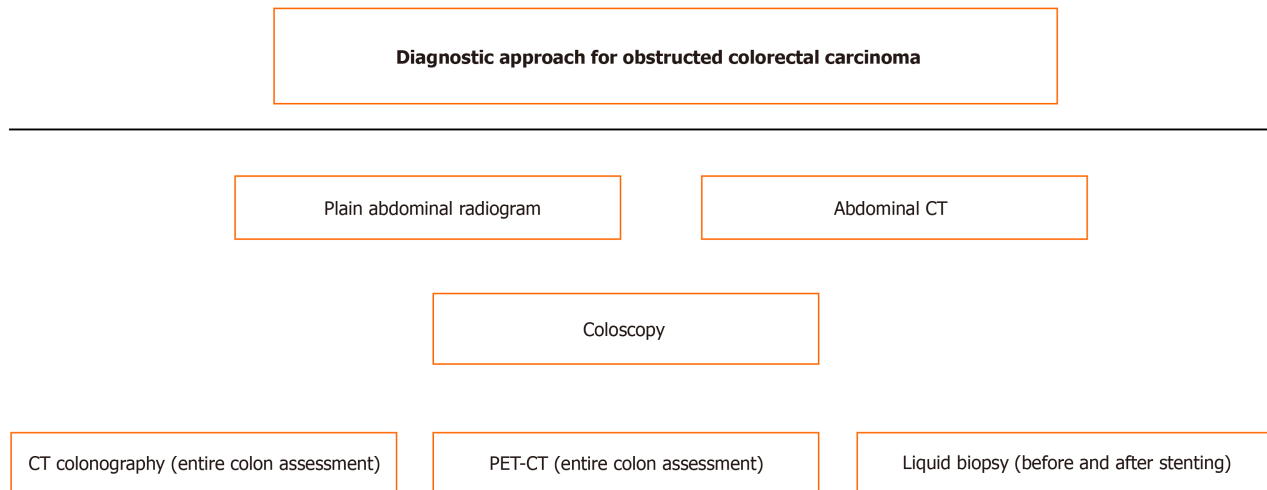 Diagnostic approach for obstructed colorectal carcinoma
Plain abdominal radiogram
Abdominal CT
Coloscopy
CT colonography (entire colon assessment)
PET-CT (entire colon assessment)
Liquid biopsy (before and after stenting)